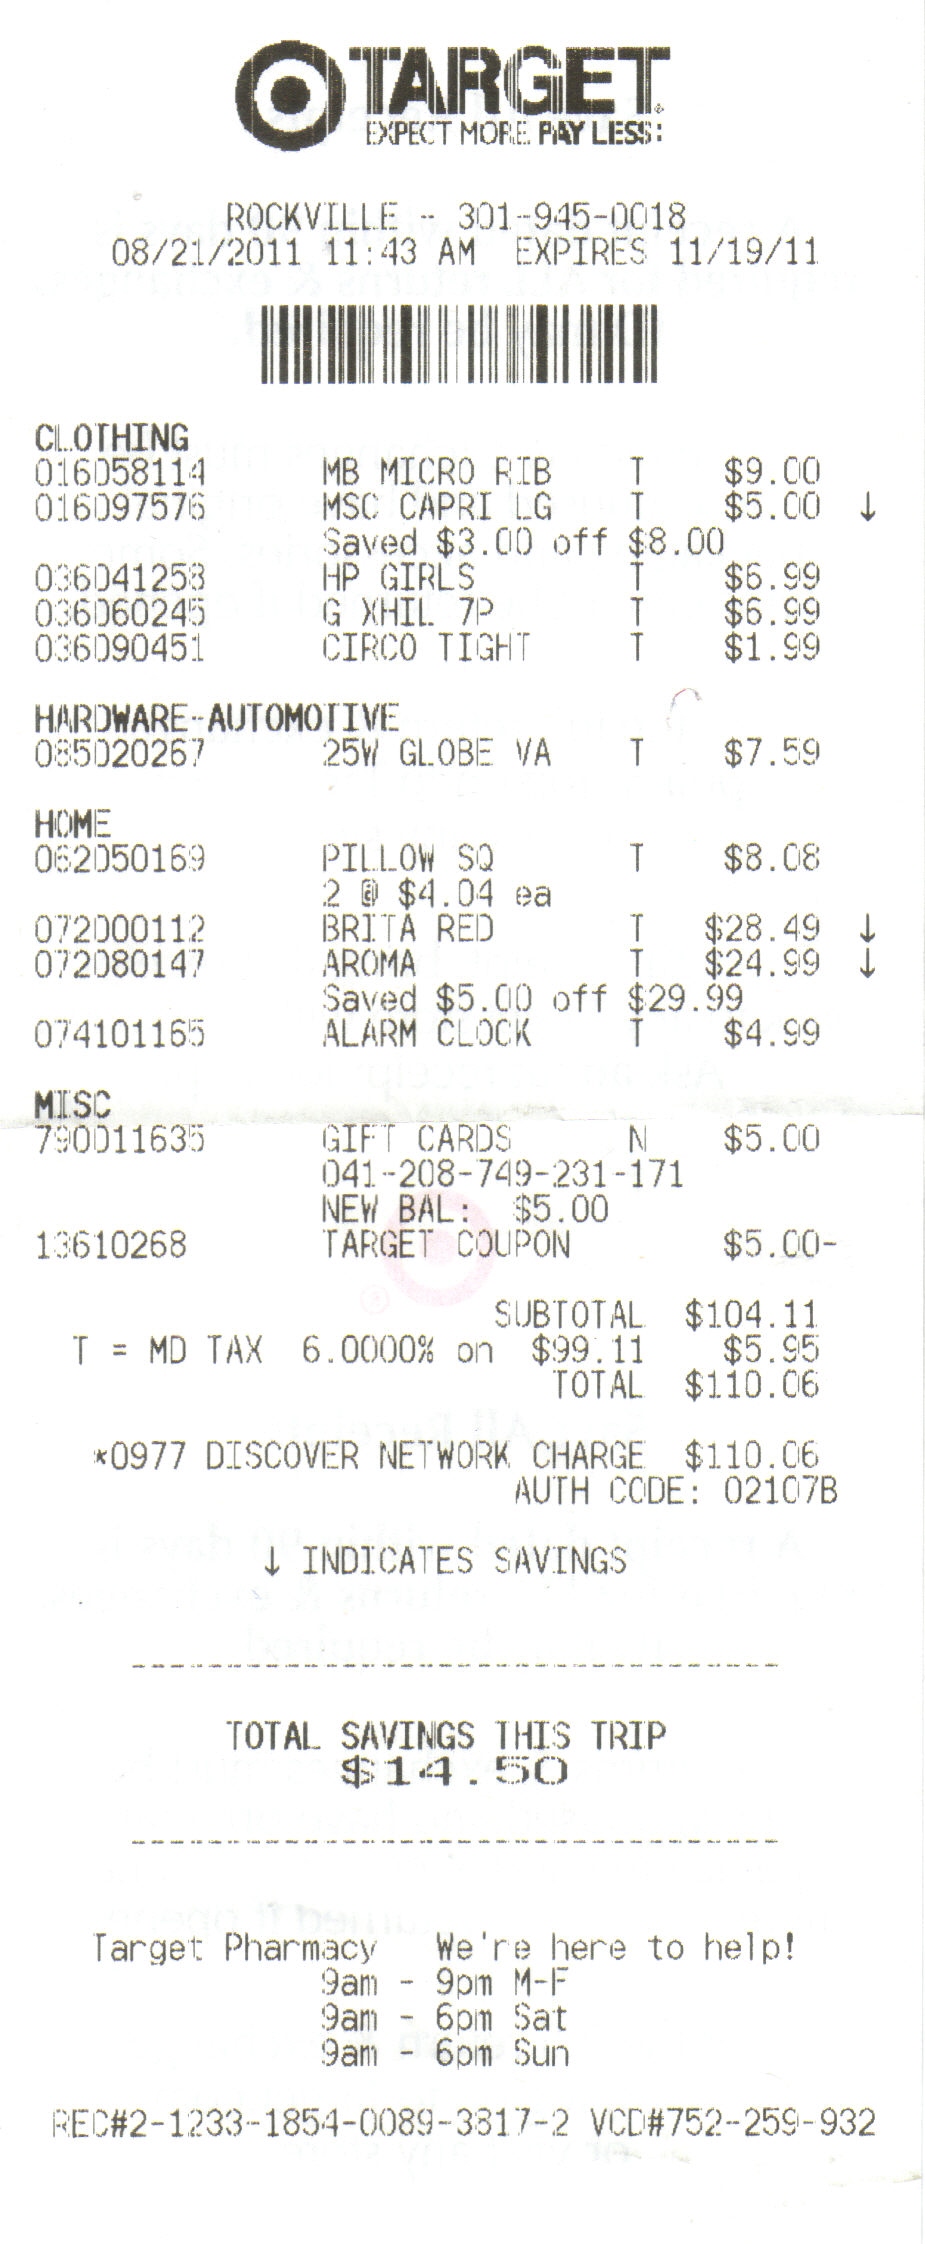 TARGET
EXPECT MORE. PAY LESS.
ROCKVILLE - 301-945-0018
08/21/2011 11:43 AM EXPIRES 11/19/11
CLOTHING
016058114 MB MICRO RIB T $9.00
016097576 MSC CAPRI LG T $5.00 ↓
Saved $3.00 off $8.00
036041258 HP GIRLS T $6.99
036060245 G XHIL 7P T $6.99
036090451 CIRCO TIGHT T $1.99
HARDWARE-AUTOMOTIVE
085020267 25W GLOBE VA T $7.59
HOME
062050169 PILLOW SQ T $8.08
2 @ $4.04 ea
072000112 BRITA RED T $28.49 ↓
072080147 AROMA T $24.99 ↓
Saved $5.00 off $29.99
074101165 ALARM CLOCK T $4.99
MISC
790011635 GIFT CARDS N $5.00
041-208-749-231-171
NEW BAL: $5.00
13610268 TARGET COUPON $5.00-
SUBTOTAL $104.11
T = MD TAX 6.0000% on $99.11 $5.95
TOTAL $110.06
*0977 DISCOVER NETWORK CHARGE $110.06
AUTH CODE: 02107B
↓ INDICATES SAVINGS
TOTAL SAVINGS THIS TRIP
$14.50
Target Pharmacy We're here to help!
9am - 9pm M-F
9am - 6pm Sat
9am - 6pm Sun
REC#2-1233-1854-0089-3817-2 VCD#752-259-932